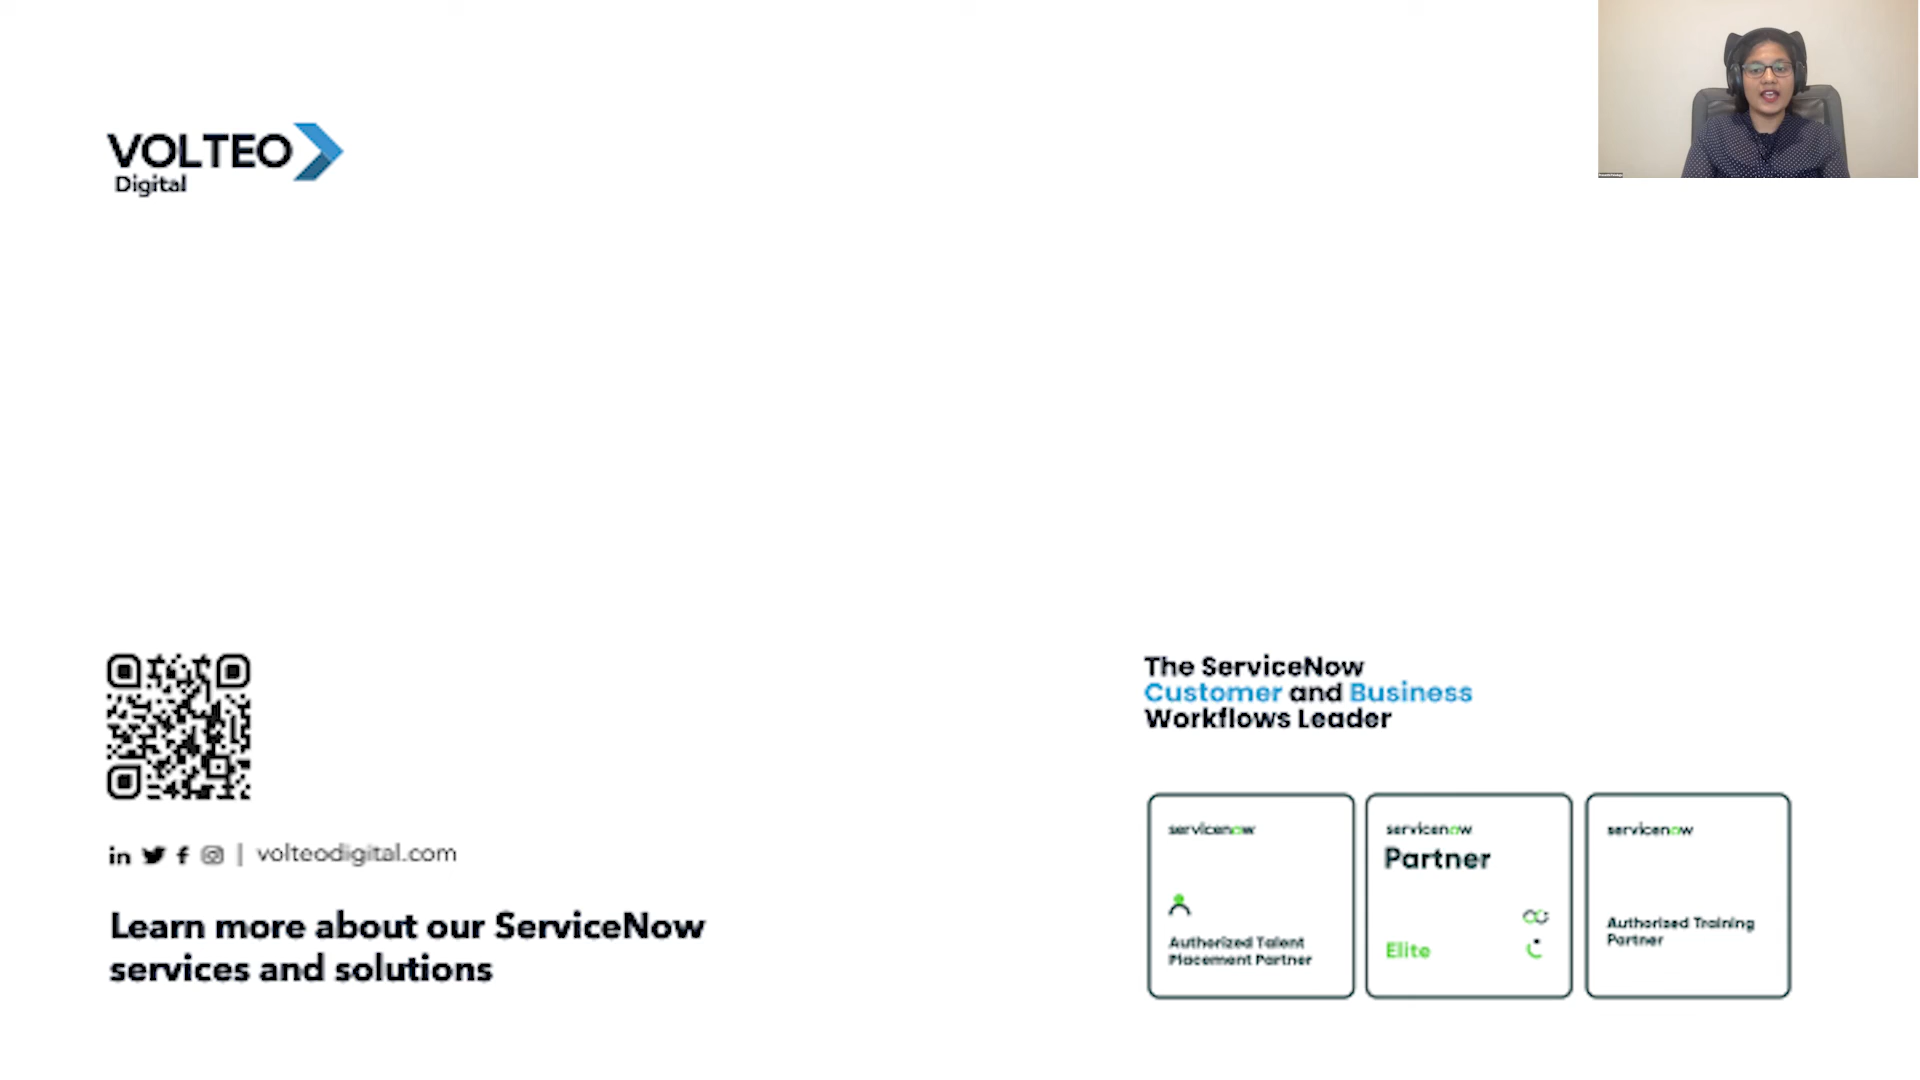 VOLTEO
Digital
in | volteodigital.com
Learn more about our ServiceNow
services and solutions
The ServiceNow
Customer and Business
Workflows Leader
servicenow
Authorized Talent
Placement Partner
servicenow
Partner
Elite
servicenow
Authorized Training
Partner